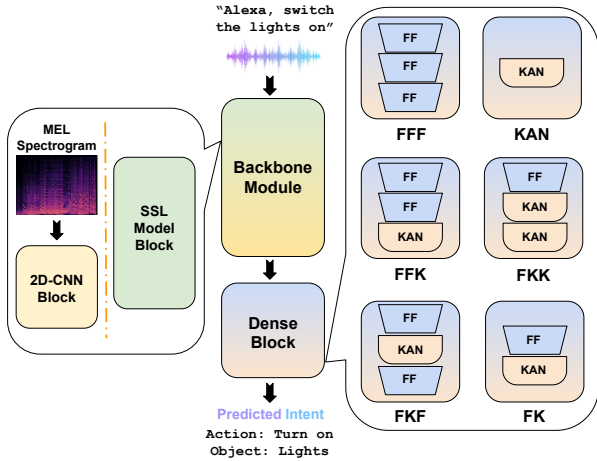 “Alexa, switch
the lights on”
MEL
Spectrogram
2D-CNN
Block
SSL
Model
Block
Backbone
Module
Dense
Block
Predicted Intent
Action: Turn on
Object: Lights
FF
FF
FF
FFF
KAN
KAN
FF
FF
KAN
FFK
FF
KAN
KAN
FKK
FF
KAN
FF
FKF
FF
KAN
FK